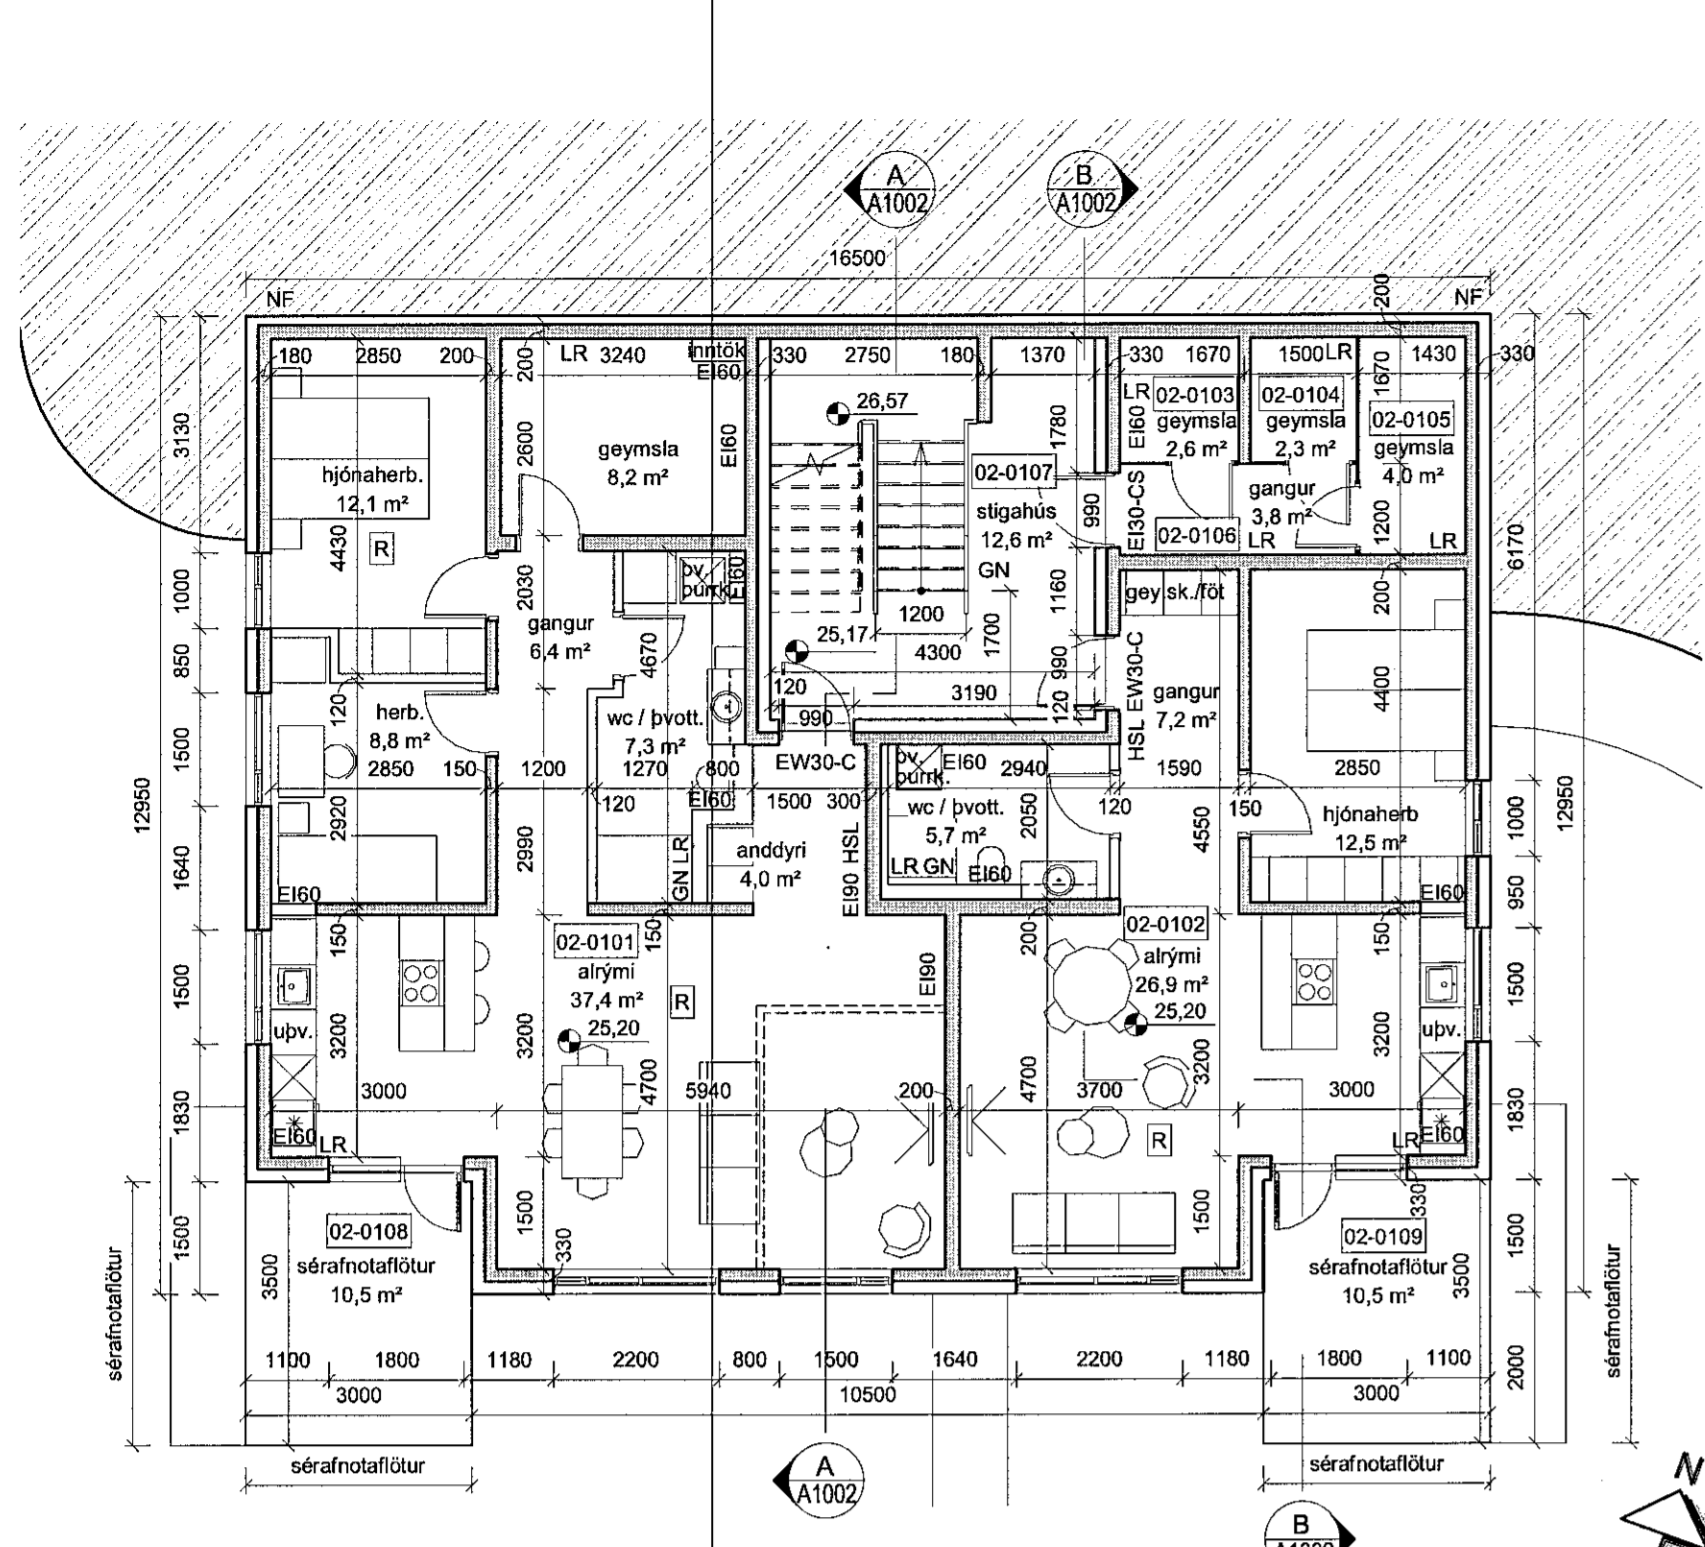 A
A1002
B
A1002
16500
NF
NF
200
180
2850
200
200
LR
3240
Inntök
EI60
330
2750
180
1370
330
1670
1500
LR
1670
1430
330
26,57
LR
02-0103
geymsla
2,6 m²
02-0104
geymsla
2,3 m²
02-0105
geymsla
4,0 m²
3130
hjónaherb.
12,1 m²
2600
geymsla
8,2 m²
EI60
1780
EI60
02-0107
stigahús
12,6 m²
GN
990
EI30-CS
gangur
3,8 m²
02-0106
LR
1200
LR
6170
4430
R
1000
2030
þv.
þurrk.
EI60
1160
gey.sk./föt
200
gangur
6,4 m²
4670
1200
25,17
4300
1700
850
120
3190
990
120
990
HSL EW30-C
gangur
7,2 m²
4400
120
herb.
8,8 m²
wc / þvott.
7,3 m²
1500
2850
150
1200
1270
800
EW30-C
þv.
þurrk.
EI60
2940
1590
2850
12950
12950
120
EI60
1500
300
wc / þvott.
5,7 m²
2050
120
150
hjónaherb
12,5 m²
1000
2920
2990
4550
1640
GN LR
anddyri
4,0 m²
EI90 HSL
LR GN
EI60
EI60
EI60
950
150
02-0101
150
alrými
37,4 m²
25,20
R
EI90
200
02-0102
alrými
26,9 m²
25,20
150
1500
1500
uþv.
uþv.
3200
3200
3200
3200
3000
4700
5940
200
4700
3700
3000
1830
1830
EI60
LR
R
LR
EI60
330
1500
1500
1500
1500
330
02-0108
sérafnotaflötur
10,5 m²
3500
02-0109
sérafnotaflötur
10,5 m²
3500
sérafnotaflötur
sérafnotaflötur
1100
1800
1180
2200
800
1500
1640
2200
1180
1800
1100
2000
3000
10500
3000
sérafnotaflötur
sérafnotaflötur
A
A1002
B
N